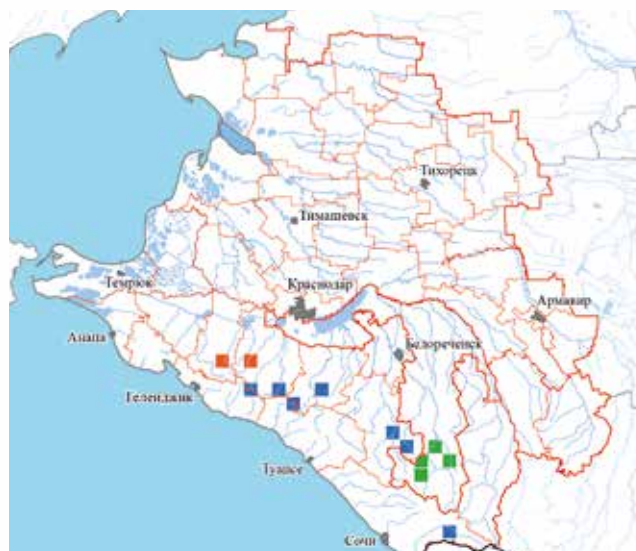 Тихорецк
Тимашевск
Темрюк
Краснодар
Армавир
Анапа
Белореченск
Геленджик
Туапсе
Сочи